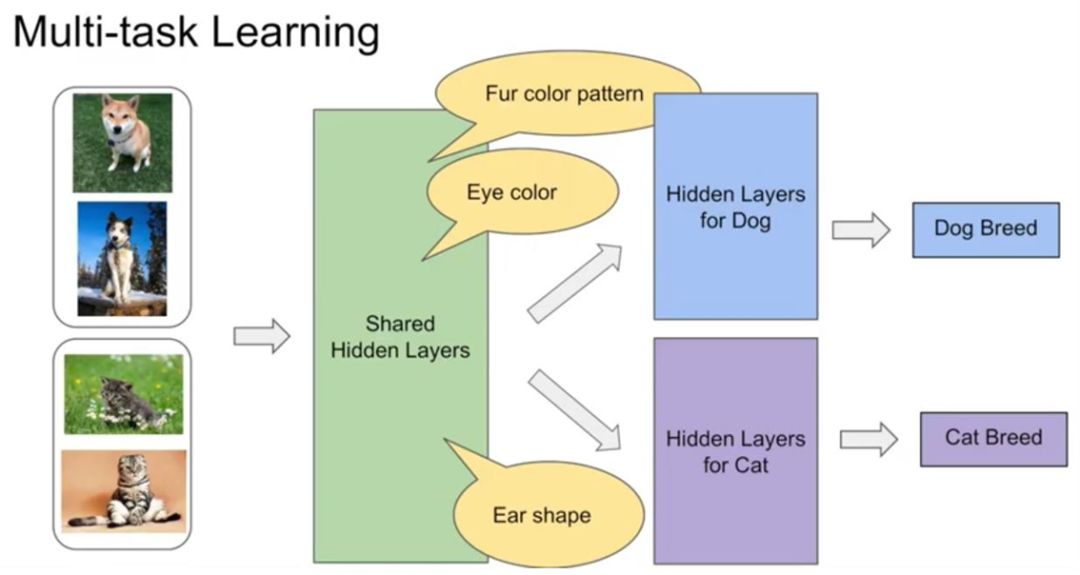 Multi-task Learning
Fur color pattern
Eye color
Shared
Hidden Layers
Ear shape
Hidden Layers
for Dog
Dog Breed
Hidden Layers
for Cat
Cat Breed